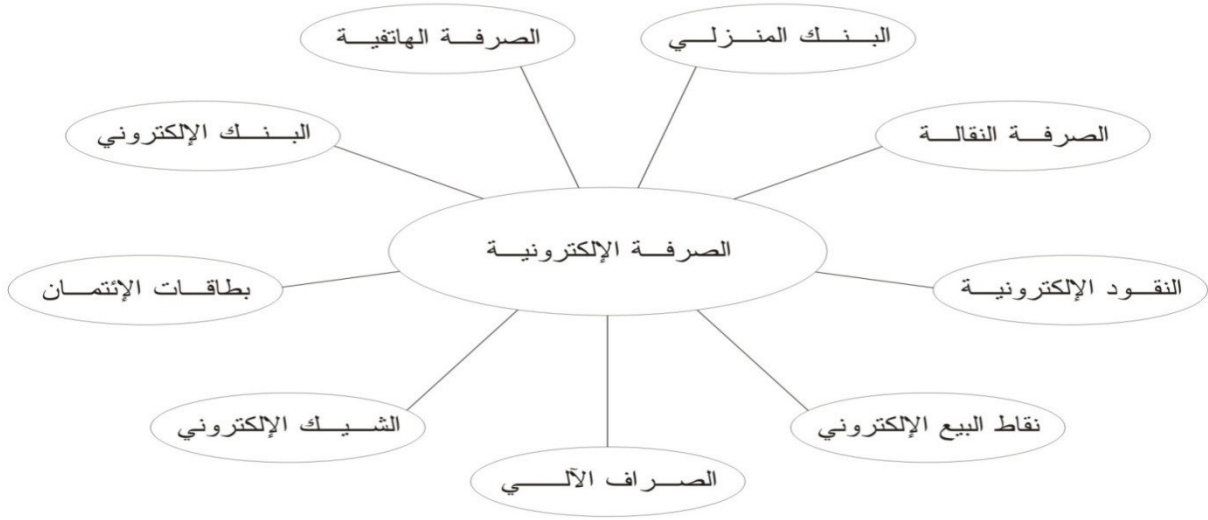 البنك المنزلي
الصرفة الهاتفية
الصرفة النقالة
البنك الإلكتروني
الصرفة الإلكترونية
النقود الإلكترونية
بطاقات الإئتمان
نقاط البيع الإلكتروني
الشيك الإلكتروني
الصراف الآلي